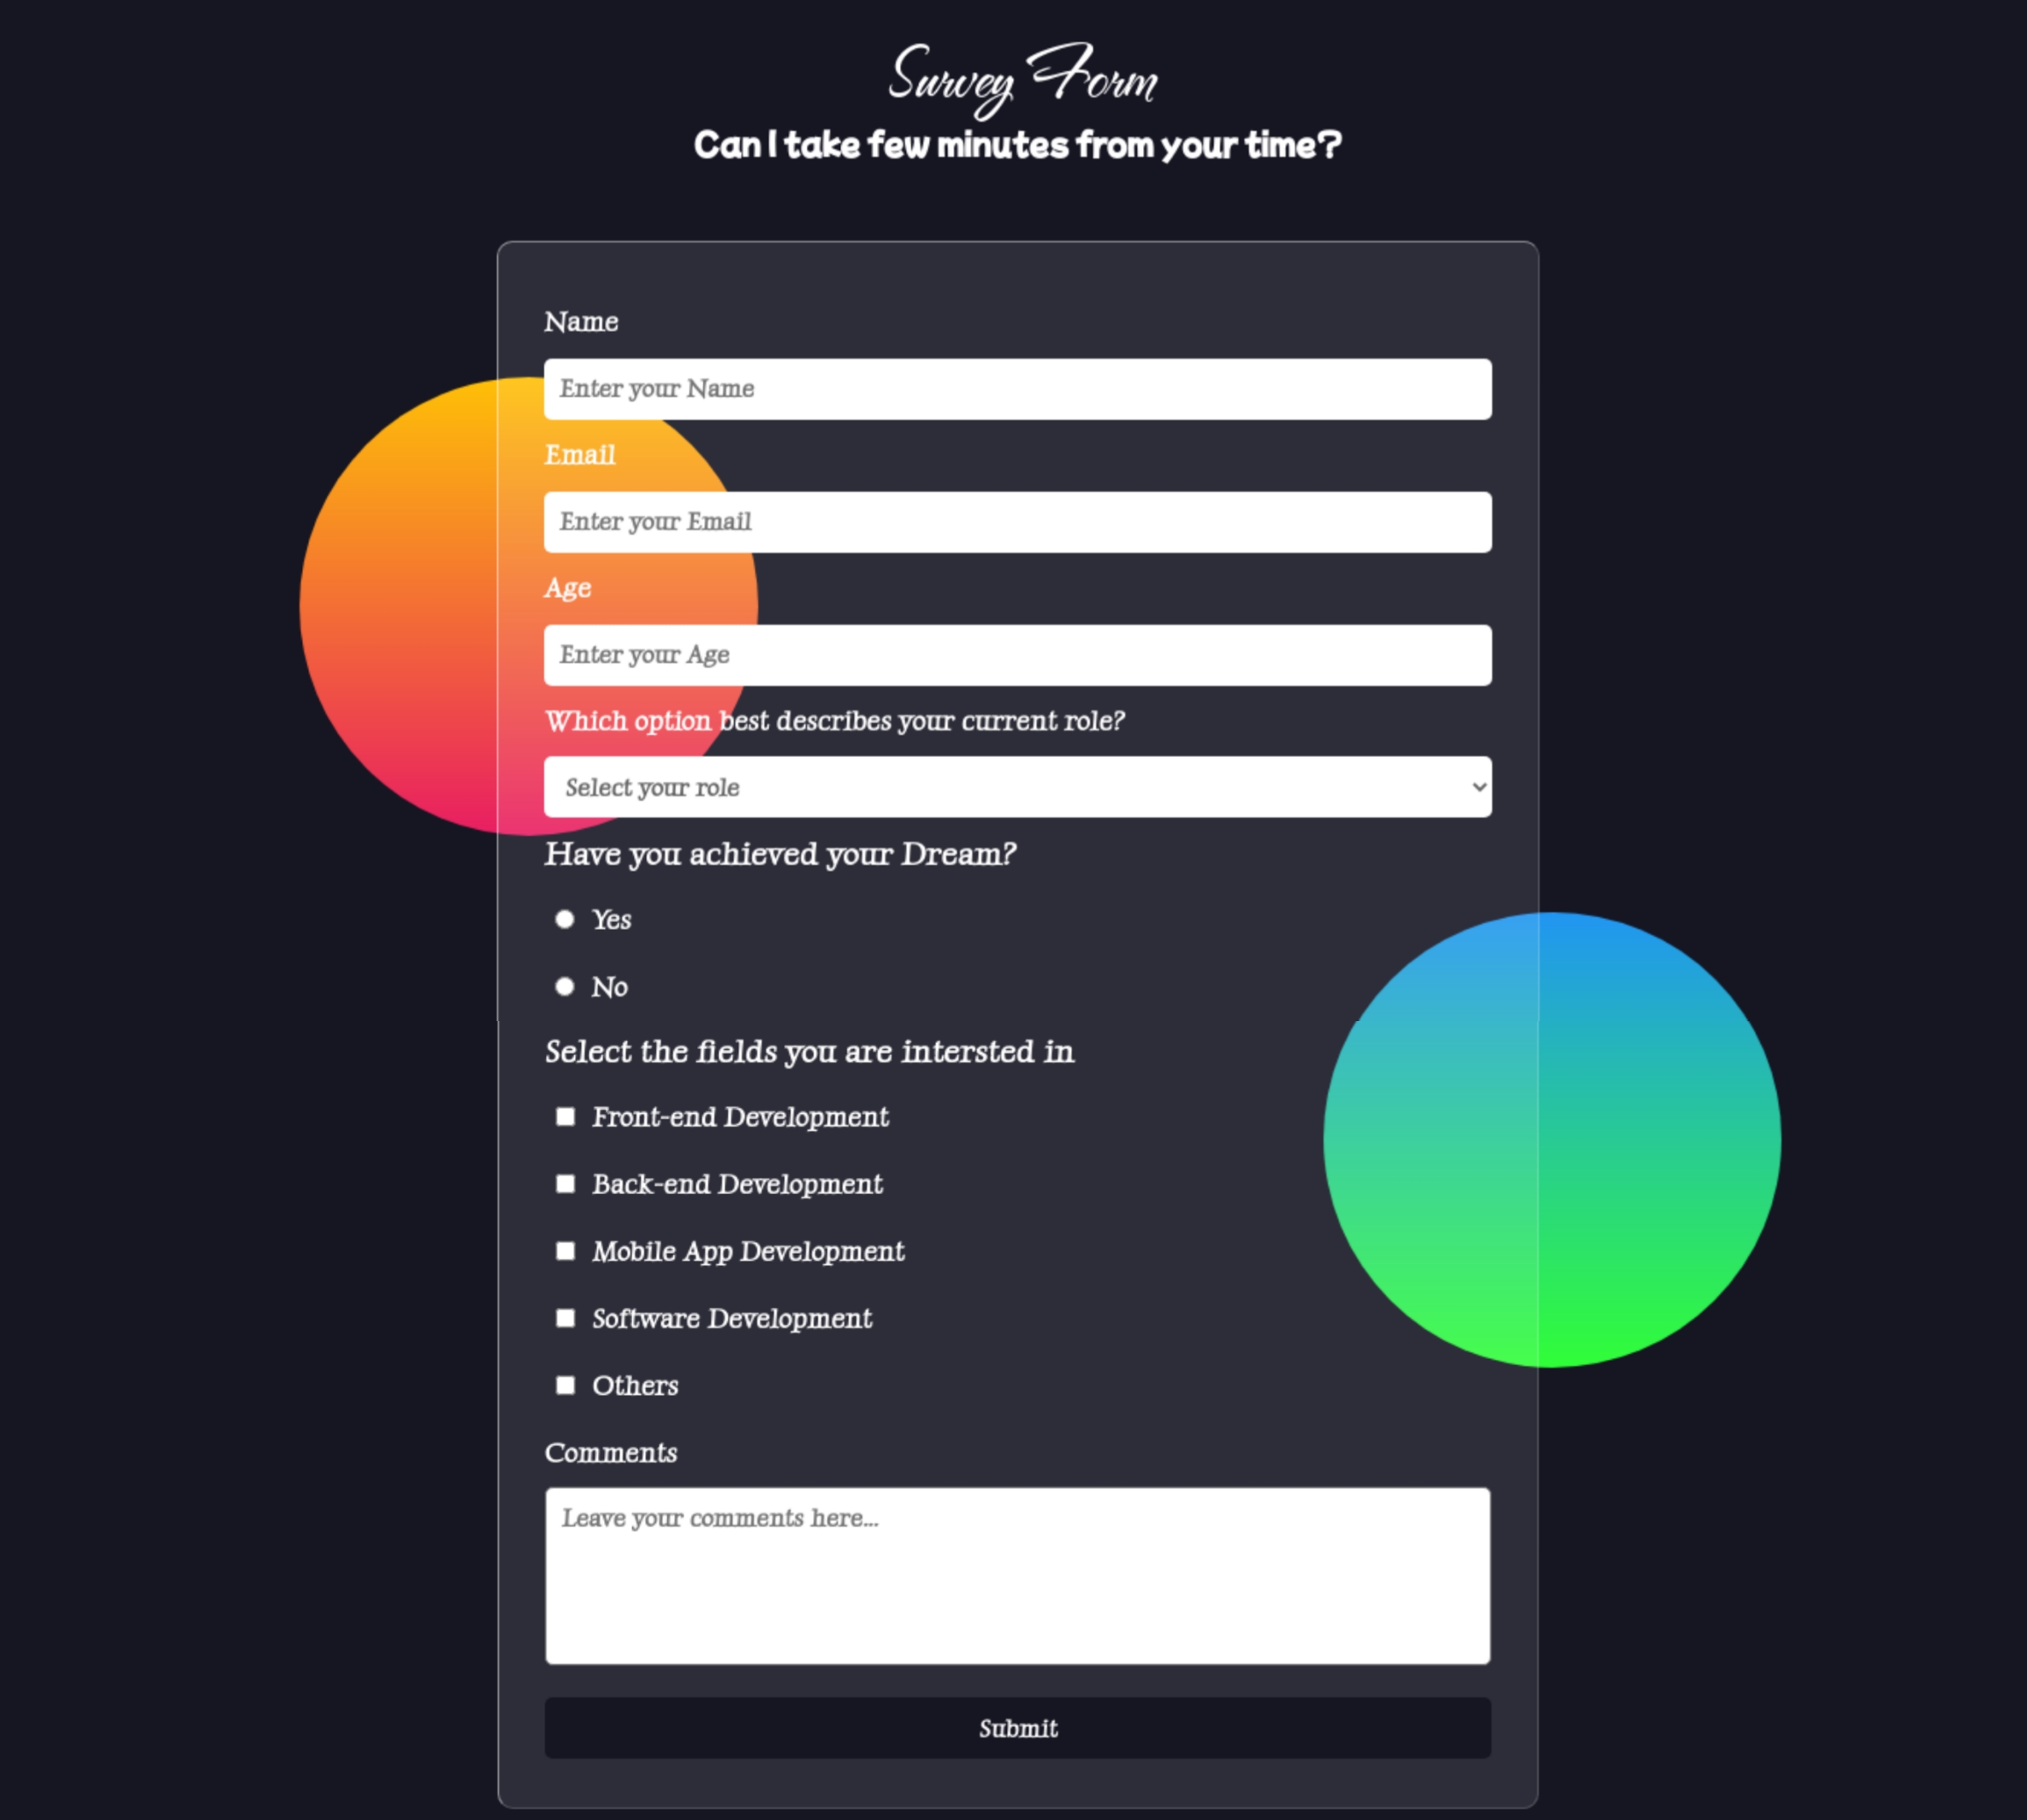 Survey Form
Can I take few minutes from your time?
Name
Enter your Name
Email
Enter your Email
Age
Enter your Age
Which option best describes your current role?
Select your role
Have you achieved your Dream?
Yes
No
Select the fields you are intersted in
Front-end Development
Back-end Development
Mobile App Development
Software Development
Others
Comments
Leave your comments here...
Submit